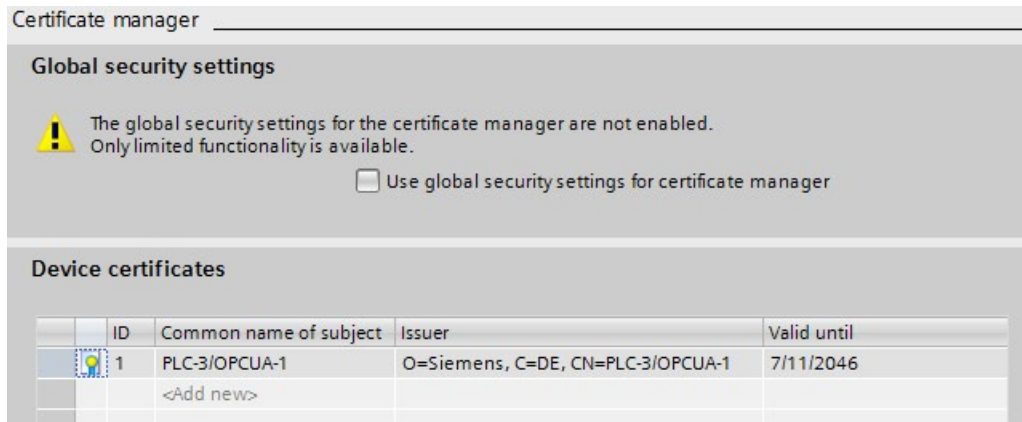 Certificate manager
Global security settings
The global security settings for the certificate manager are not enabled.
Only limited functionality is available.
Use global security settings for certificate manager
Device certificates
ID Common name of subject Issuer Valid until
1 PLC-3/OPCUA-1 O=Siemens, C=DE, CN=PLC-3/OPCUA-1 7/11/2046
<Add new>